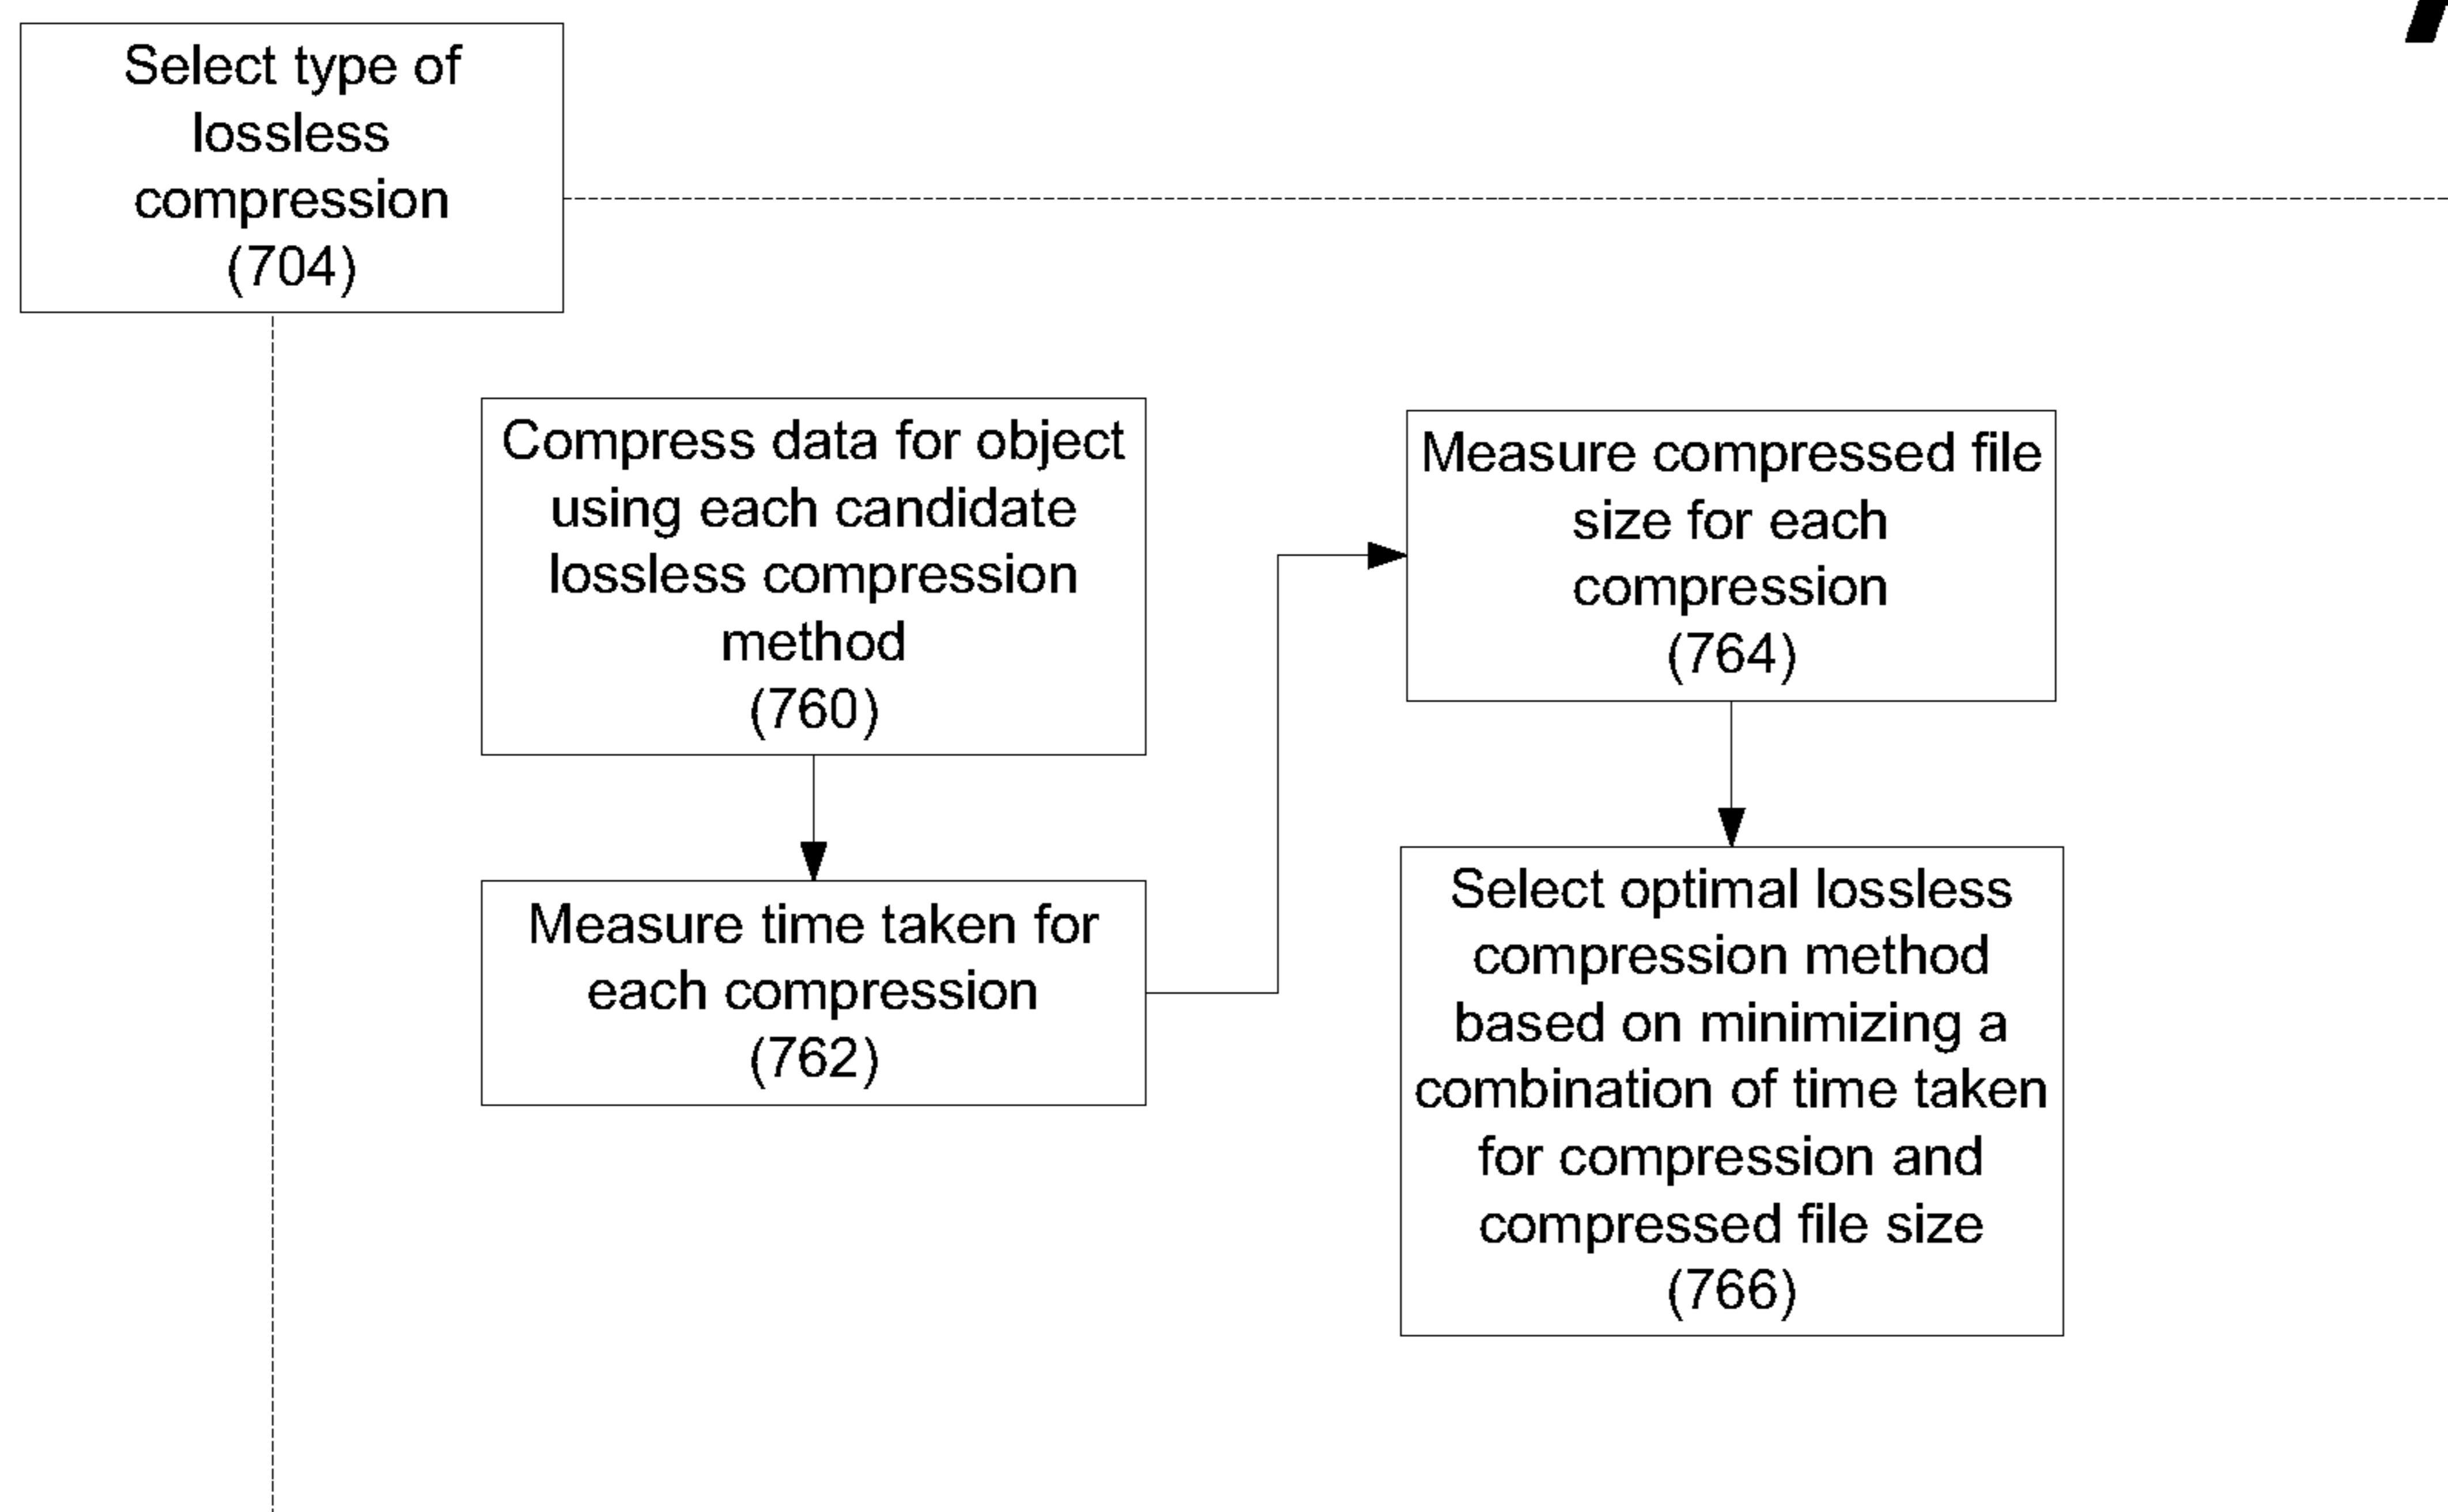 Select type of
lossless
compression
(704)
Compress data for object
using each candidate
lossless compression
method
(760)
Measure time taken for
each compression
(762)
Measure compressed file
size for each
compression
(764)
Select optimal lossless
compression method
based on minimizing a
combination of time taken
for compression and
compressed file size
(766)